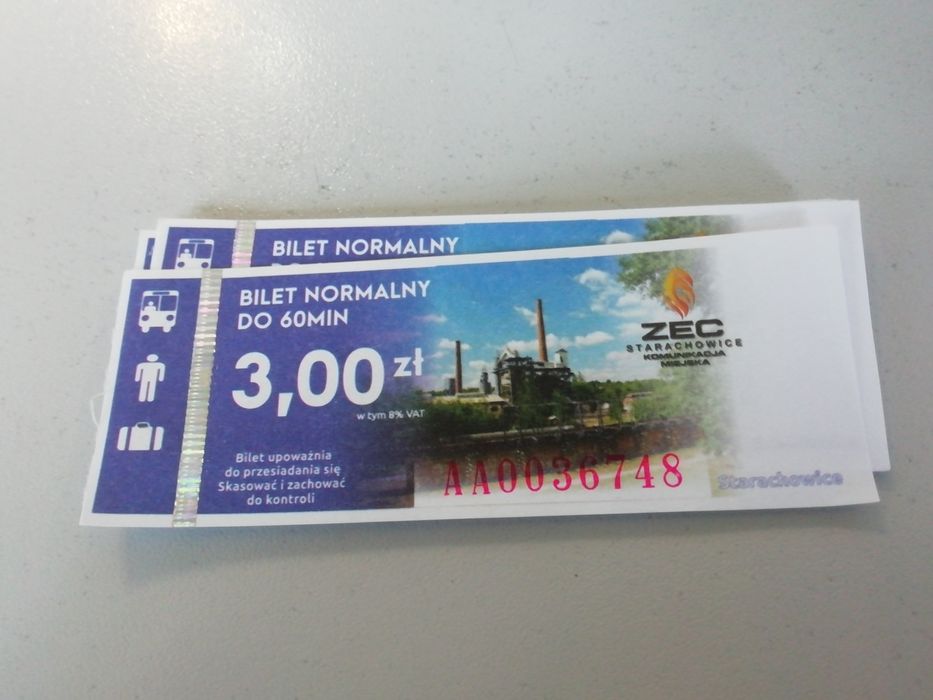 BILET NORMALNY
BILET NORMALNY
DO 60MIN
3,00 zł
w tym 8% VAT
Bilet upoważnia
do przesiadania się
Skasować i zachować
do kontroli
ZEC
STARACHOWICE
KOMUNIKACJA
MIEJSKA
AA0036748
Starachowice